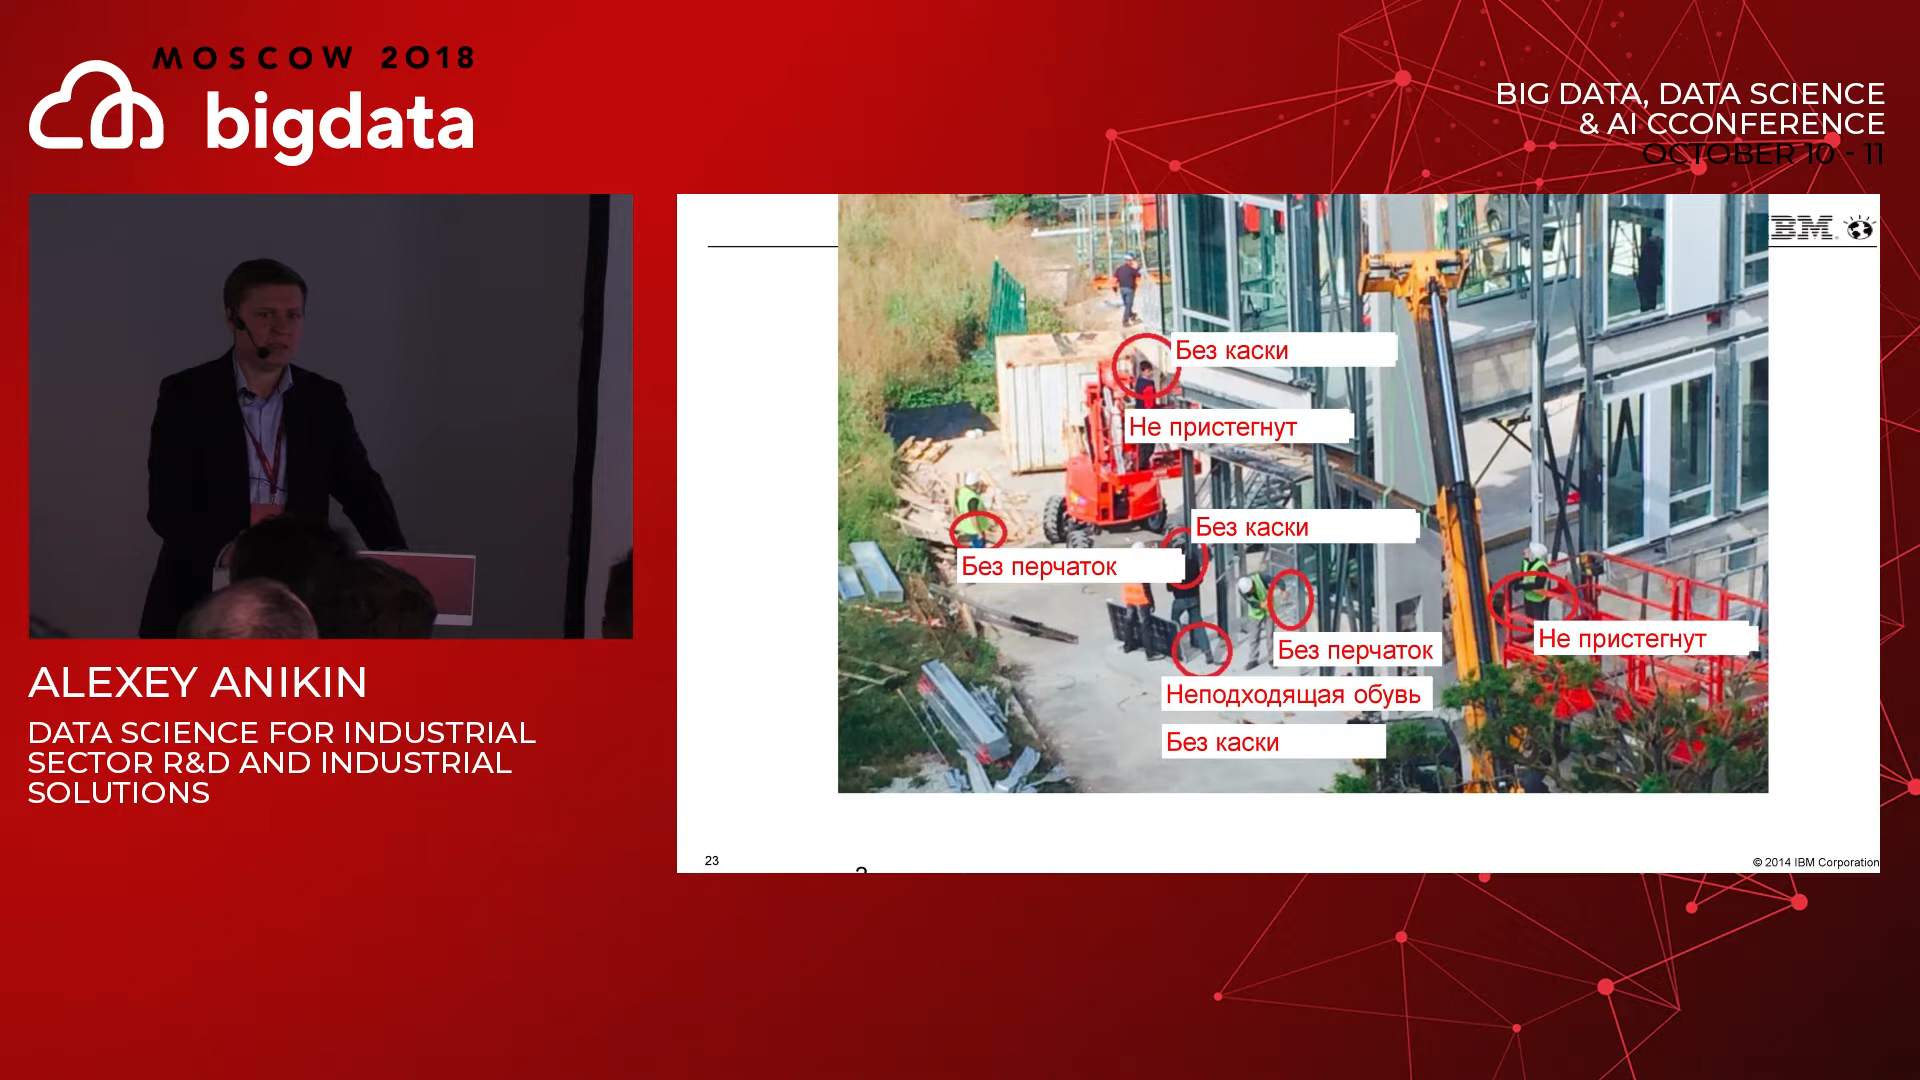 MOSCOW 2018
bigdata
BIG DATA, DATA SCIENCE
& AI CCONFERENCE
OCTOBER 10 - 11
IBM
Без каски
Не пристегнут
Без каски
Без перчаток
Не пристегнут
Без перчаток
Неподходящая обувь
Без каски
23
© 2014 IBM Corporation
ALEXEY ANIKIN
DATA SCIENCE FOR INDUSTRIAL
SECTOR R&D AND INDUSTRIAL
SOLUTIONS